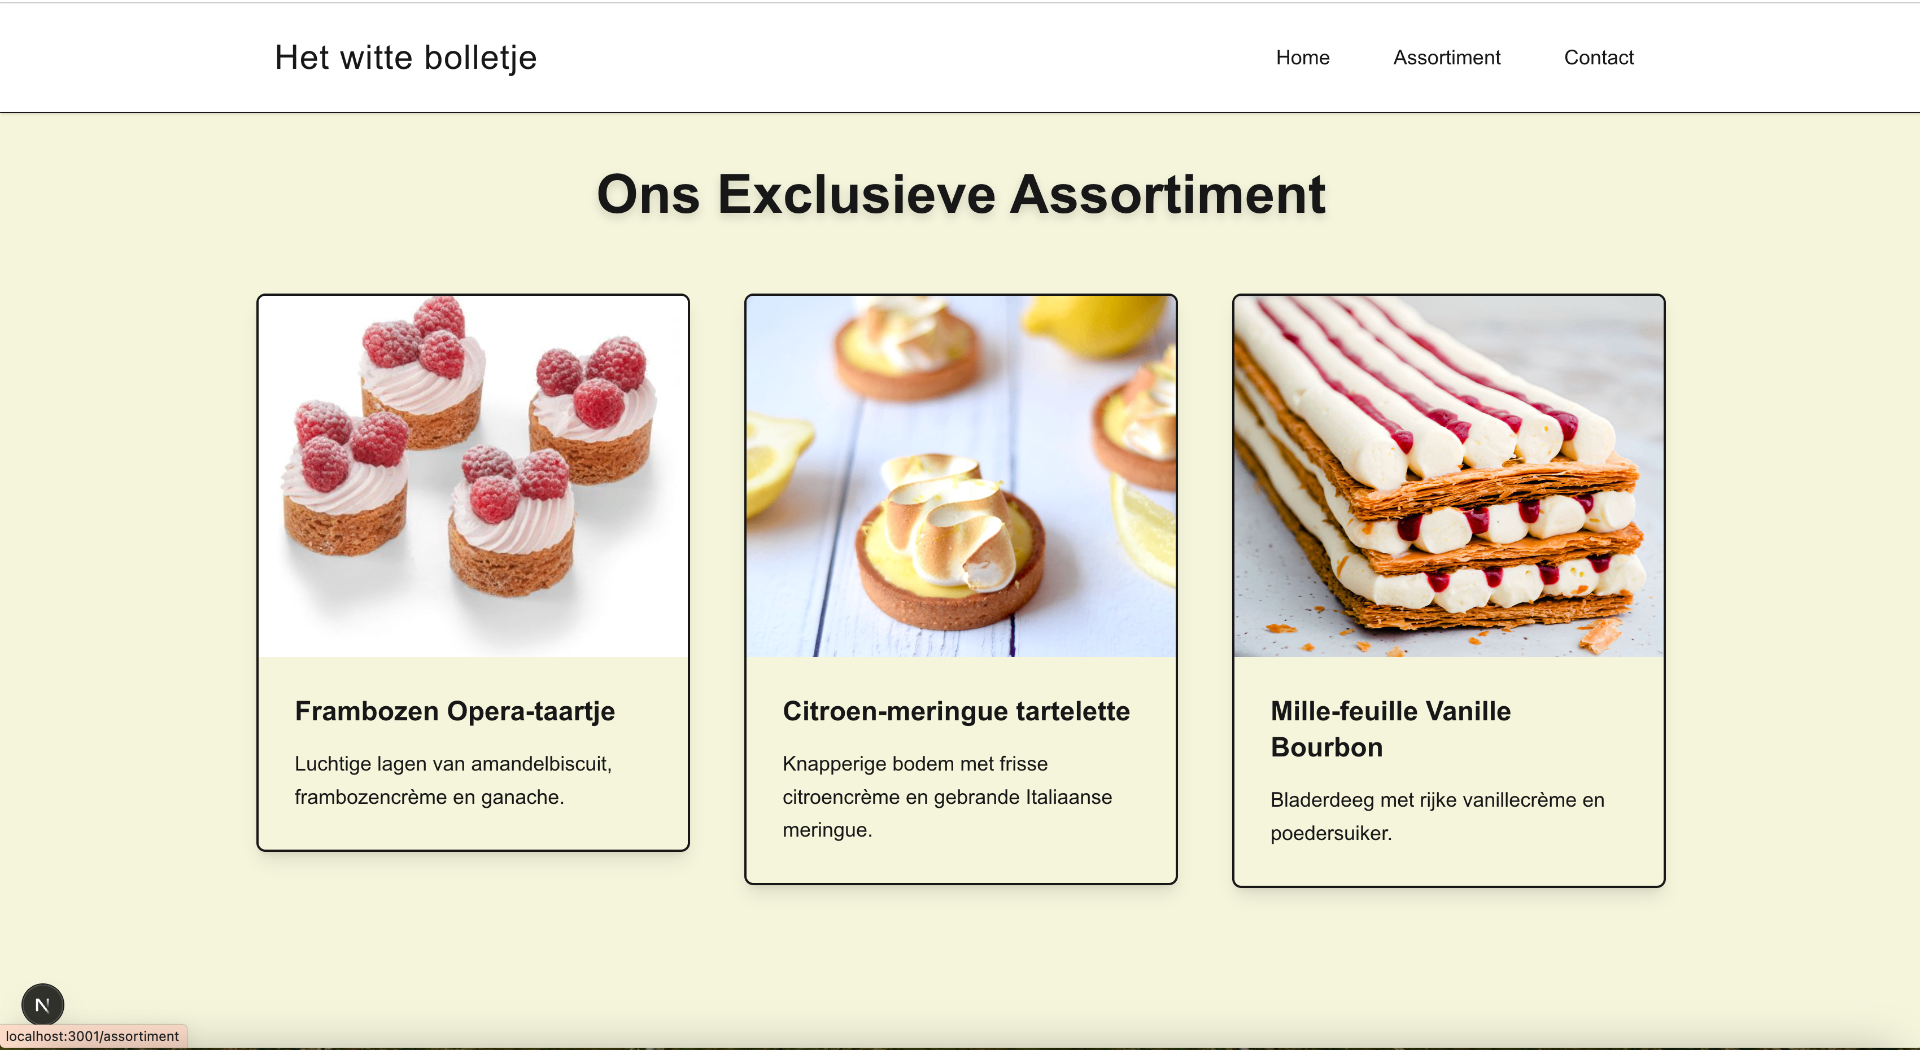 Het witte bolletje
Home
Assortiment
Contact
Ons Exclusieve Assortiment
Frambozen Opera-taartje
Luchtige lagen van amandelbiscuit,
frambozencrème en ganache.
Citroen-meringue tartelette
Knapperige bodem met frisse
citroencrème en gebrande Italiaanse
meringue.
Mille-feuille Vanille
Bourbon
Bladerdeeg met rijke vanillecrème en
poedersuiker.
N
localhost:3001/assortiment